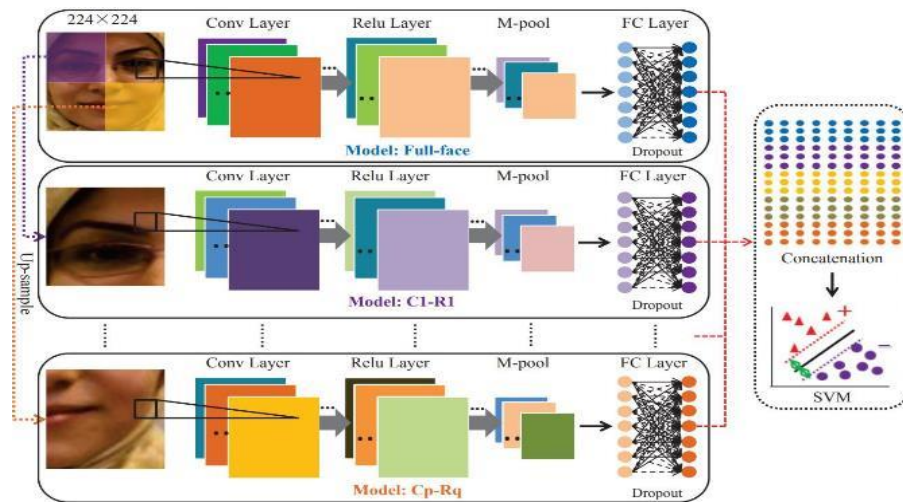 224×224
Conv Layer
Relu Layer
M-pool
FC Layer
Model: Full-face
Dropout
Conv Layer
Relu Layer
M-pool
FC Layer
Model: C1-R1
Dropout
Up-sample
Conv Layer
Relu Layer
M-pool
FC Layer
Model: Cp-Rq
Dropout
Concatenation
+
−
SVM